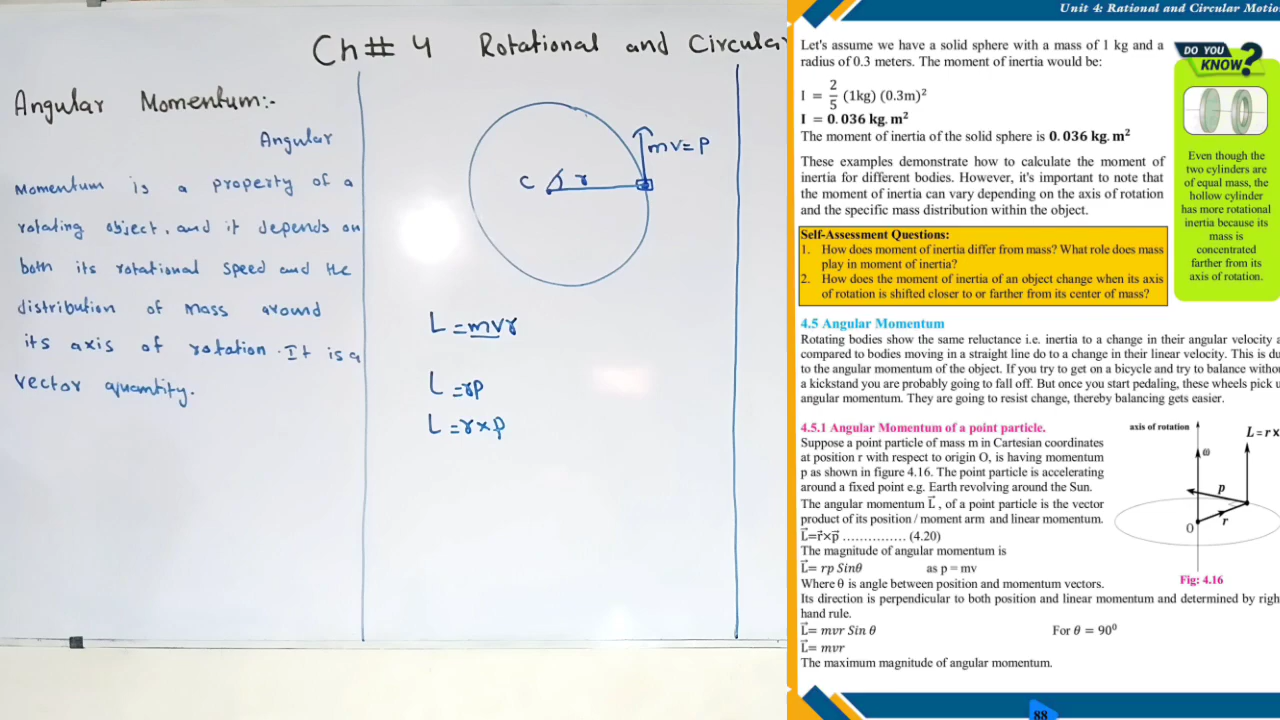 Ch# 4 Rotational and Circular
Angular Momentum:-
Angular
Momentum is a property of a
rotating object, and it depends on
both its rotational speed and the
distribution of mass around
its axis of rotation. It is a
vector quantity.
mv=p
C r
L=mvr
L=rp
L=r×p
Unit 4: Rational and Circular Motio
Let's assume we have a solid sphere with a mass of 1 kg and a
radius of 0.3 meters. The moment of inertia would be:
I = 2/5 (1kg) (0.3m)²
I = 0.036 kg.m²
The moment of inertia of the solid sphere is 0.036 kg.m²
These examples demonstrate how to calculate the moment of
inertia for different bodies. However, it's important to note that
the moment of inertia can vary depending on the axis of rotation
and the specific mass distribution within the object.
DO YOU
KNOW?
Even though the
two cylinders are
of equal mass, the
hollow cylinder
has more rotational
inertia because its
mass is
concentrated
farther from its
axis of rotation.
Self-Assessment Questions:
1. How does moment of inertia differ from mass? What role does mass
play in moment of inertia?
2. How does the moment of inertia of an object change when its axis
of rotation is shifted closer to or farther from its center of mass?
4.5 Angular Momentum
Rotating bodies show the same reluctance i.e. inertia to a change in their angular velocity a
compared to bodies moving in a straight line do to a change in their linear velocity. This is du
to the angular momentum of the object. If you try to get on a bicycle and try to balance withou
a kickstand you are probably going to fall off. But once you start pedaling, these wheels pick u
angular momentum. They are going to resist change, thereby balancing gets easier.
4.5.1 Angular Momentum of a point particle.
Suppose a point particle of mass m in Cartesian coordinates
at position r with respect to origin O, is having momentum
p as shown in figure 4.16. The point particle is accelerating
around a fixed point e.g. Earth revolving around the Sun.
The angular momentum L⃗ , of a point particle is the vector
product of its position / moment arm and linear momentum.
L⃗=r⃗×p⃗ …………… (4.20)
The magnitude of angular momentum is
L⃗= rp Sinθ as p = mv
Where θ is angle between position and momentum vectors.
Its direction is perpendicular to both position and linear momentum and determined by righ
hand rule.
L⃗= mvr Sin θ For θ = 90⁰
L⃗= mvr
The maximum magnitude of angular momentum.
axis of rotation
L = r ×
ω
p
O
r
Fig: 4.16
88